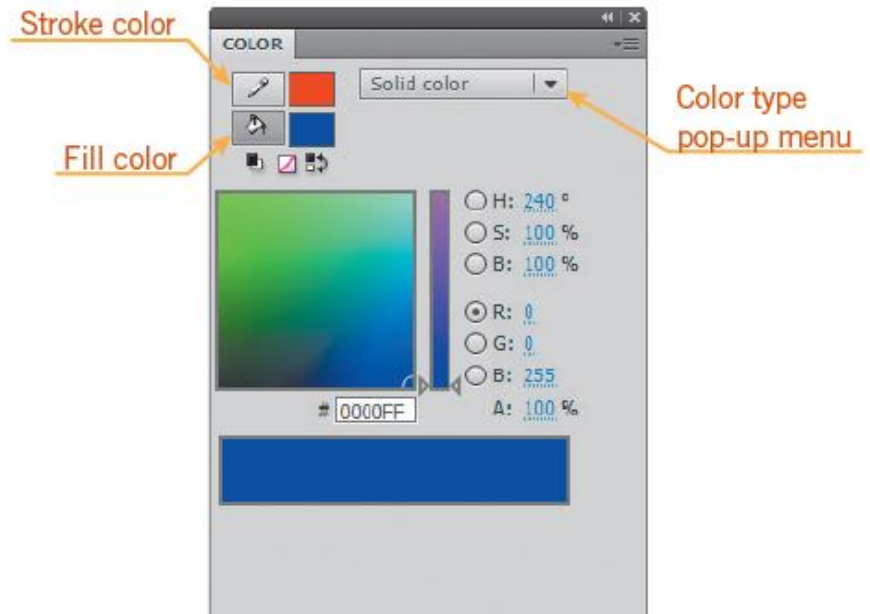 Stroke color
COLOR
Solid color
Color type
pop-up menu
Fill color
H: 240 °
S: 100 %
B: 100 %
R: 0
G: 0
B: 255
# 0000FF
A: 100 %